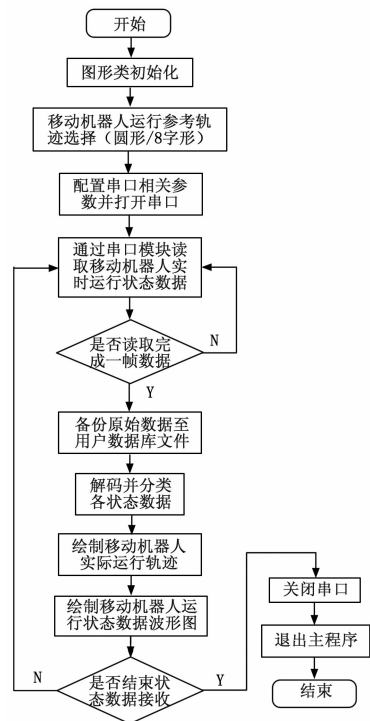 开始
图形类初始化
移动机器人运行参考轨
迹选择（圆形/8字形）
配置串口相关参
数并打开串口
通过串口模块读
取移动机器人实
时运行状态数据
是否读取完
成一帧数据
N
Y
备份原始数据至
用户数据库文件
解码并分类
各状态数据
绘制移动机器人
实际运行轨迹
绘制移动机器人运
行状态数据波形图
是否结束状
态数据接收
N
Y
关闭串口
退出主程序
结束